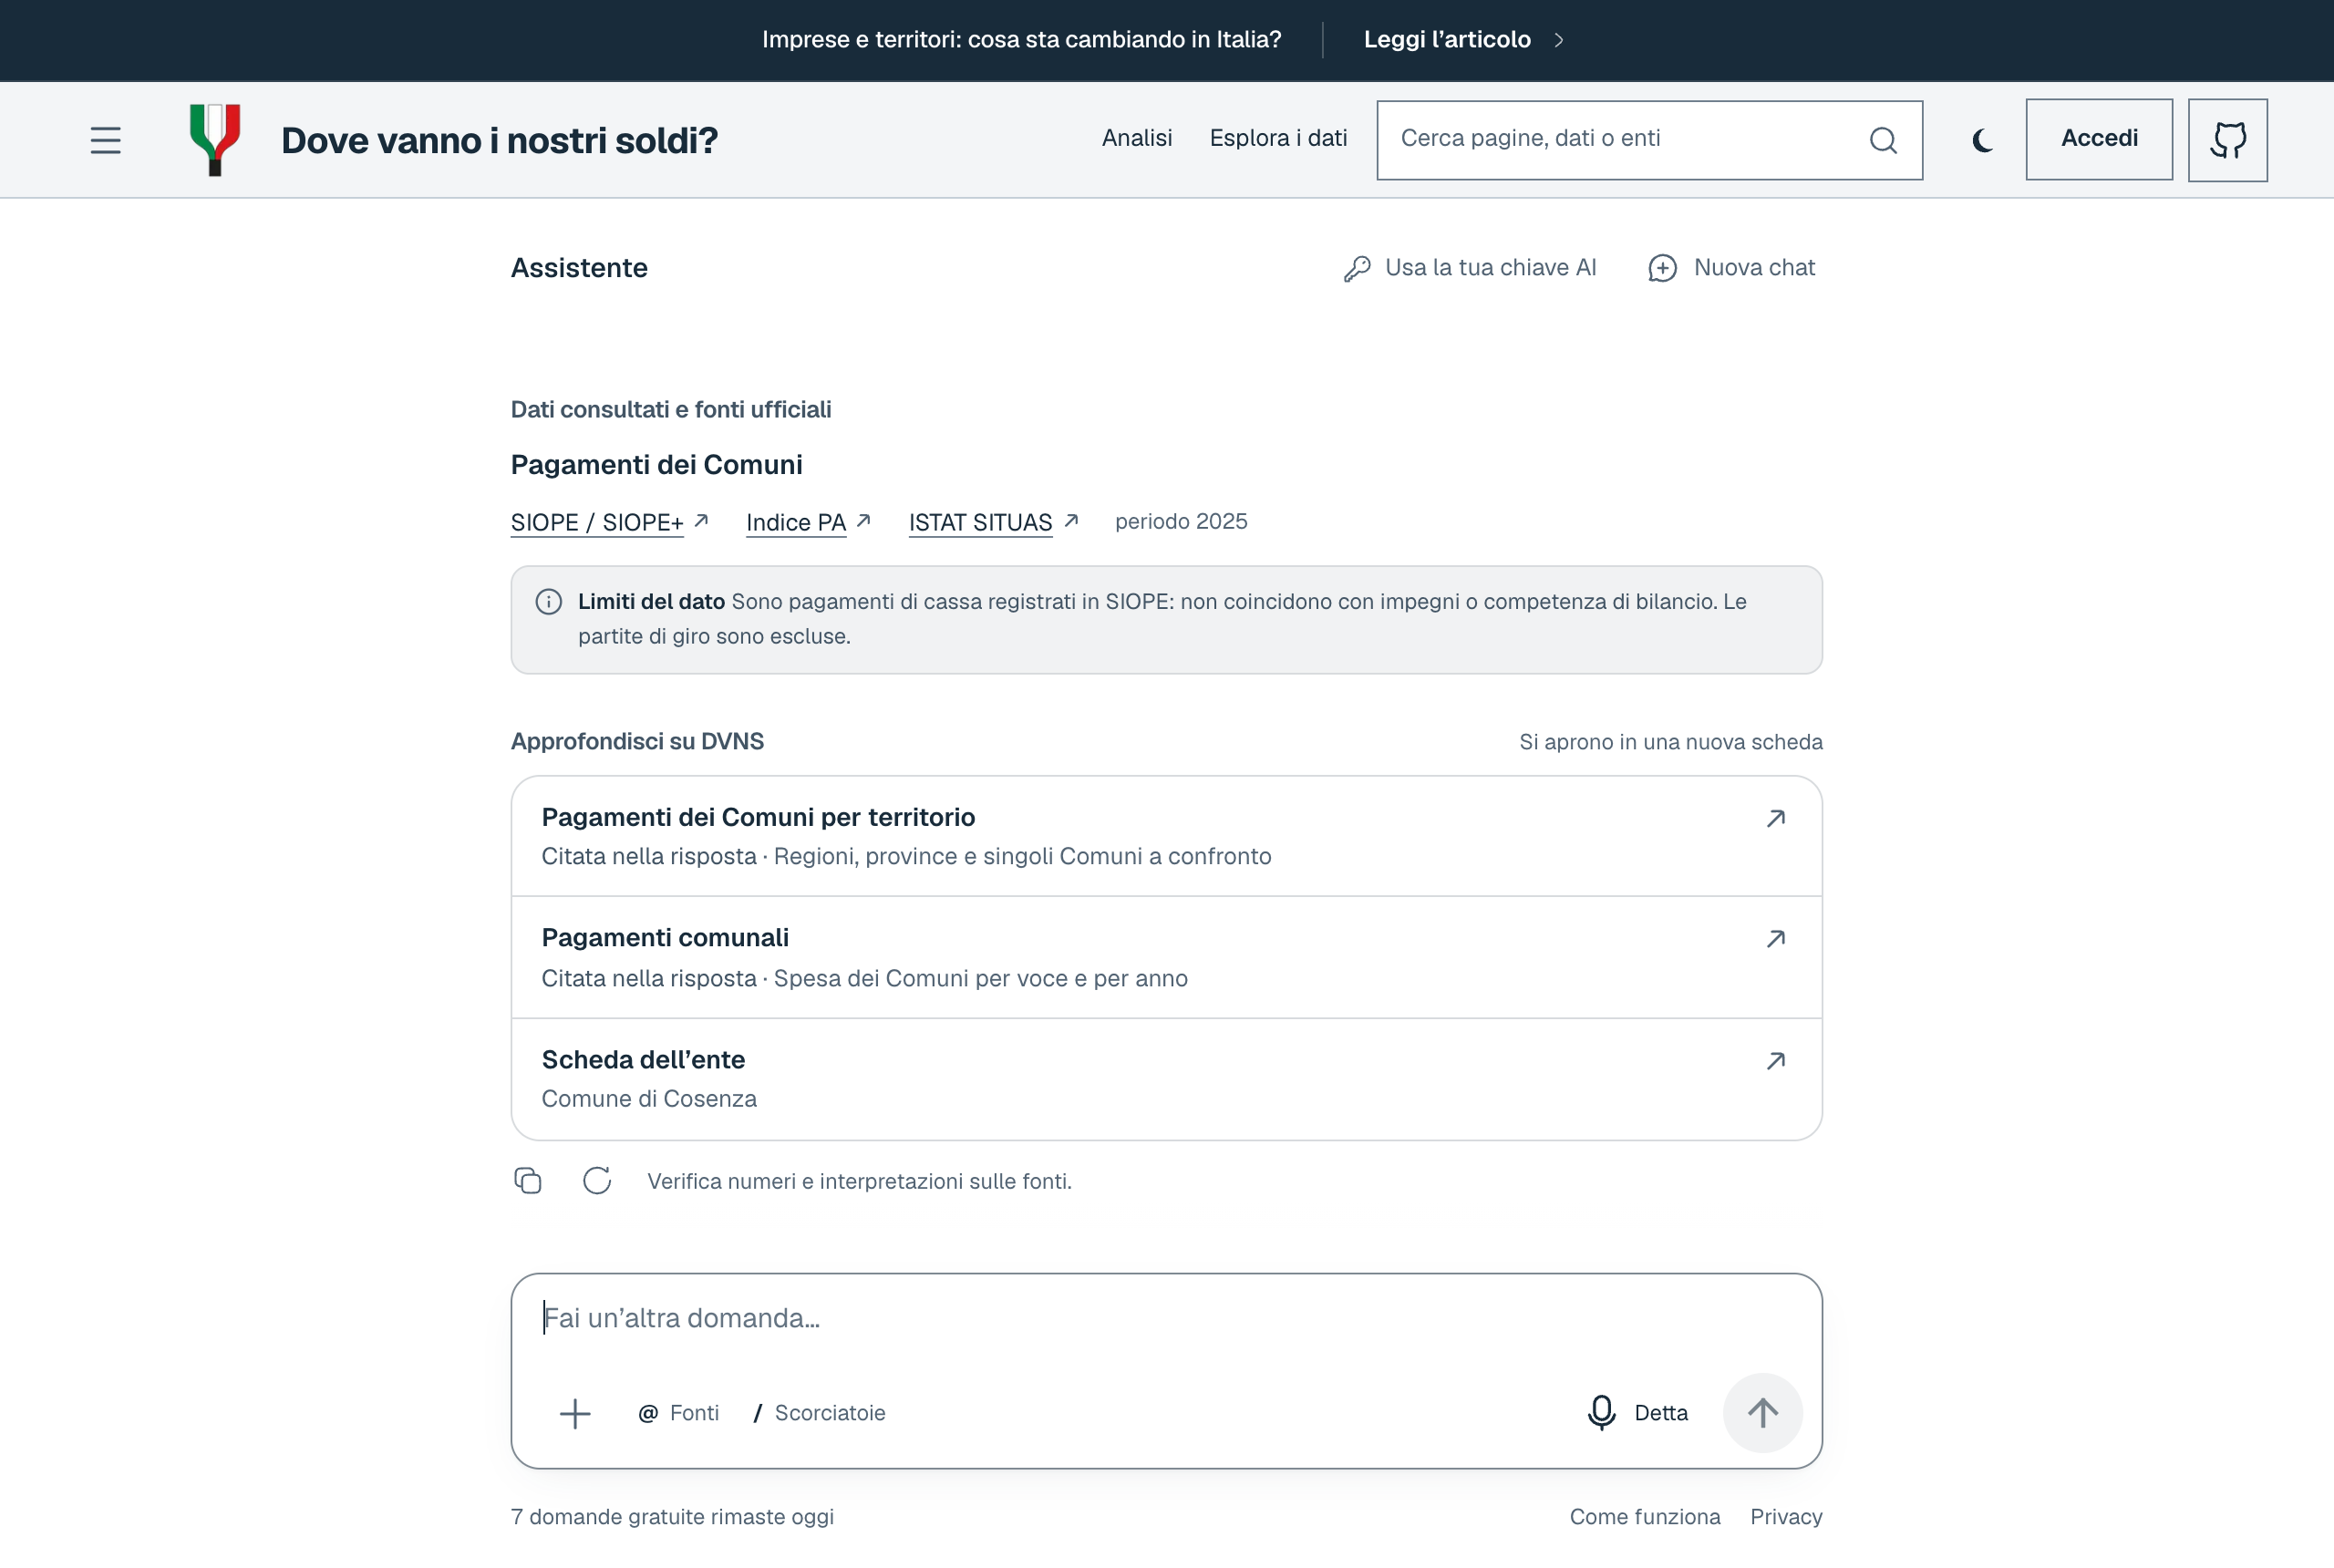 Imprese e territori: cosa sta cambiando in Italia?
Leggi l’articolo
Dove vanno i nostri soldi?
Analisi
Esplora i dati
Cerca pagine, dati o enti
Accedi
Assistente
Usa la tua chiave AI
Nuova chat
Dati consultati e fonti ufficiali
Pagamenti dei Comuni
SIOPE / SIOPE+
Indice PA
ISTAT SITUAS
periodo 2025
Limiti del dato Sono pagamenti di cassa registrati in SIOPE: non coincidono con impegni o competenza di bilancio. Le
partite di giro sono escluse.
Approfondisci su DVNS
Si aprono in una nuova scheda
Pagamenti dei Comuni per territorio
Citata nella risposta · Regioni, province e singoli Comuni a confronto
Pagamenti comunali
Citata nella risposta · Spesa dei Comuni per voce e per anno
Scheda dell’ente
Comune di Cosenza
Verifica numeri e interpretazioni sulle fonti.
Fai un’altra domanda…
@ Fonti
/ Scorciatoie
Detta
7 domande gratuite rimaste oggi
Come funziona
Privacy